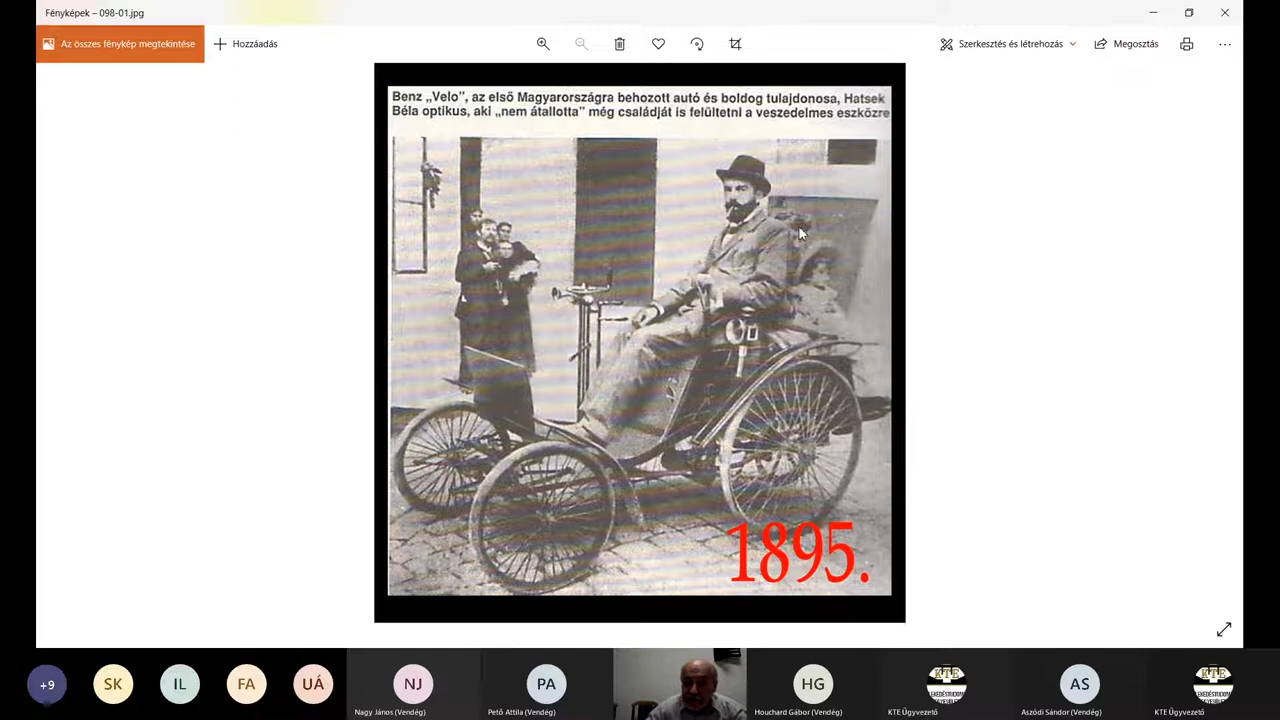 Fényképek – 098-01.jpg
Az összes fénykép megtekintése
Hozzáadás
Szerkesztés és létrehozás
Megosztás
Benz „Velo”, az első Magyarországra behozott autó és boldog tulajdonosa, Hatsek
Béla optikus, aki „nem átallotta” még családját is felültetni a veszedelmes eszközre
1895.
+9
SK
IL
FA
UÁ
NJ
PA
HG
KTE
AS
KTE
Nagy János (Vendég)
Pető Attila (Vendég)
Houchard Gábor (Vendég)
KTE Ügyvezető
Aszódi Sándor (Vendég)
KTE Ügyvezető